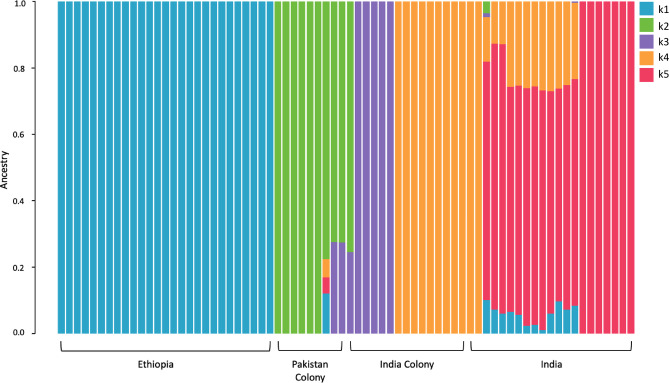 1.0
0.8
0.6
0.4
0.2
0.0
Ancestry
k1
k2
k3
k4
k5
Ethiopia
Pakistan
Colony
India Colony
India